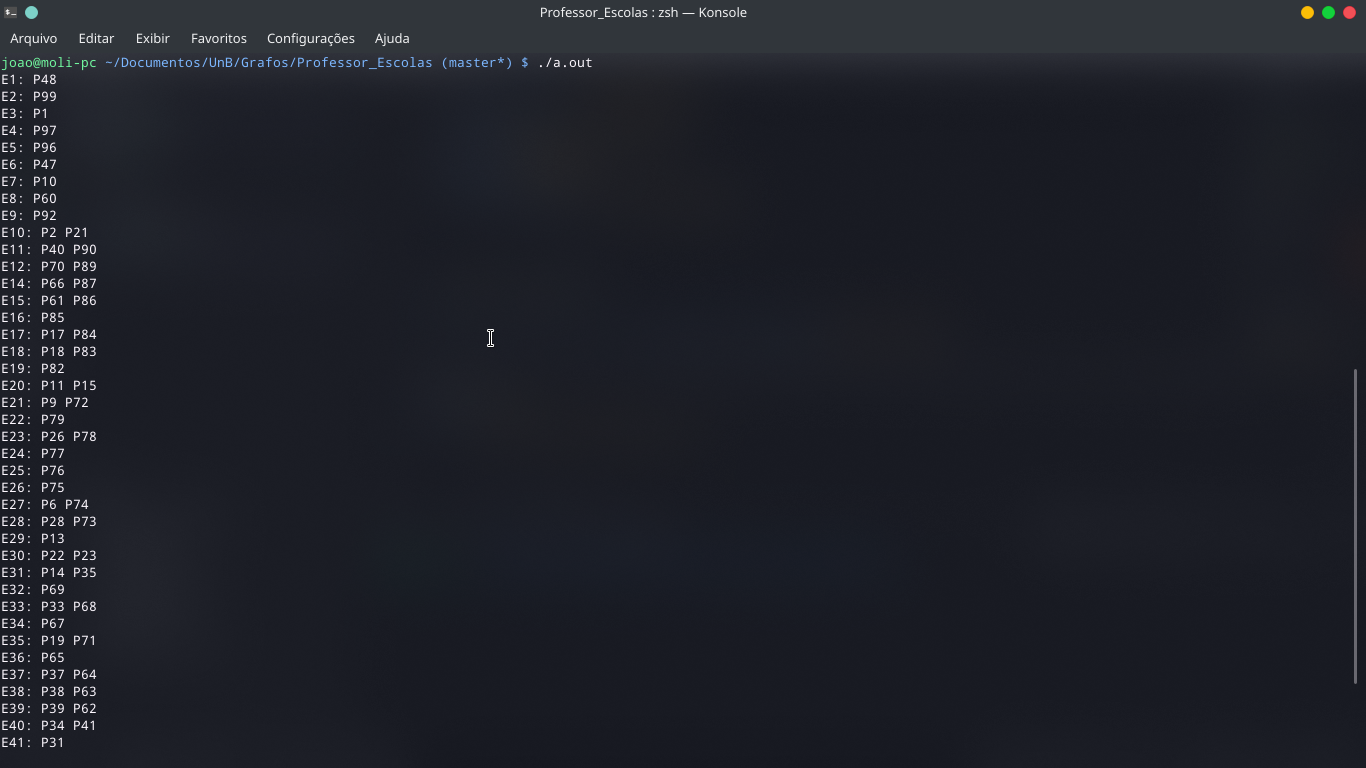 Professor_Escolas : zsh — Konsole
Arquivo Editar Exibir Favoritos Configurações Ajuda
joao@moli-pc ~/Documentos/UnB/Grafos/Professor_Escolas (master*) $ ./a.out
E1: P48
E2: P99
E3: P1
E4: P97
E5: P96
E6: P47
E7: P10
E8: P60
E9: P92
E10: P2 P21
E11: P40 P90
E12: P70 P89
E14: P66 P87
E15: P61 P86
E16: P85
E17: P17 P84
E18: P18 P83
E19: P82
E20: P11 P15
E21: P9 P72
E22: P79
E23: P26 P78
E24: P77
E25: P76
E26: P75
E27: P6 P74
E28: P28 P73
E29: P13
E30: P22 P23
E31: P14 P35
E32: P69
E33: P33 P68
E34: P67
E35: P19 P71
E36: P65
E37: P37 P64
E38: P38 P63
E39: P39 P62
E40: P34 P41
E41: P31